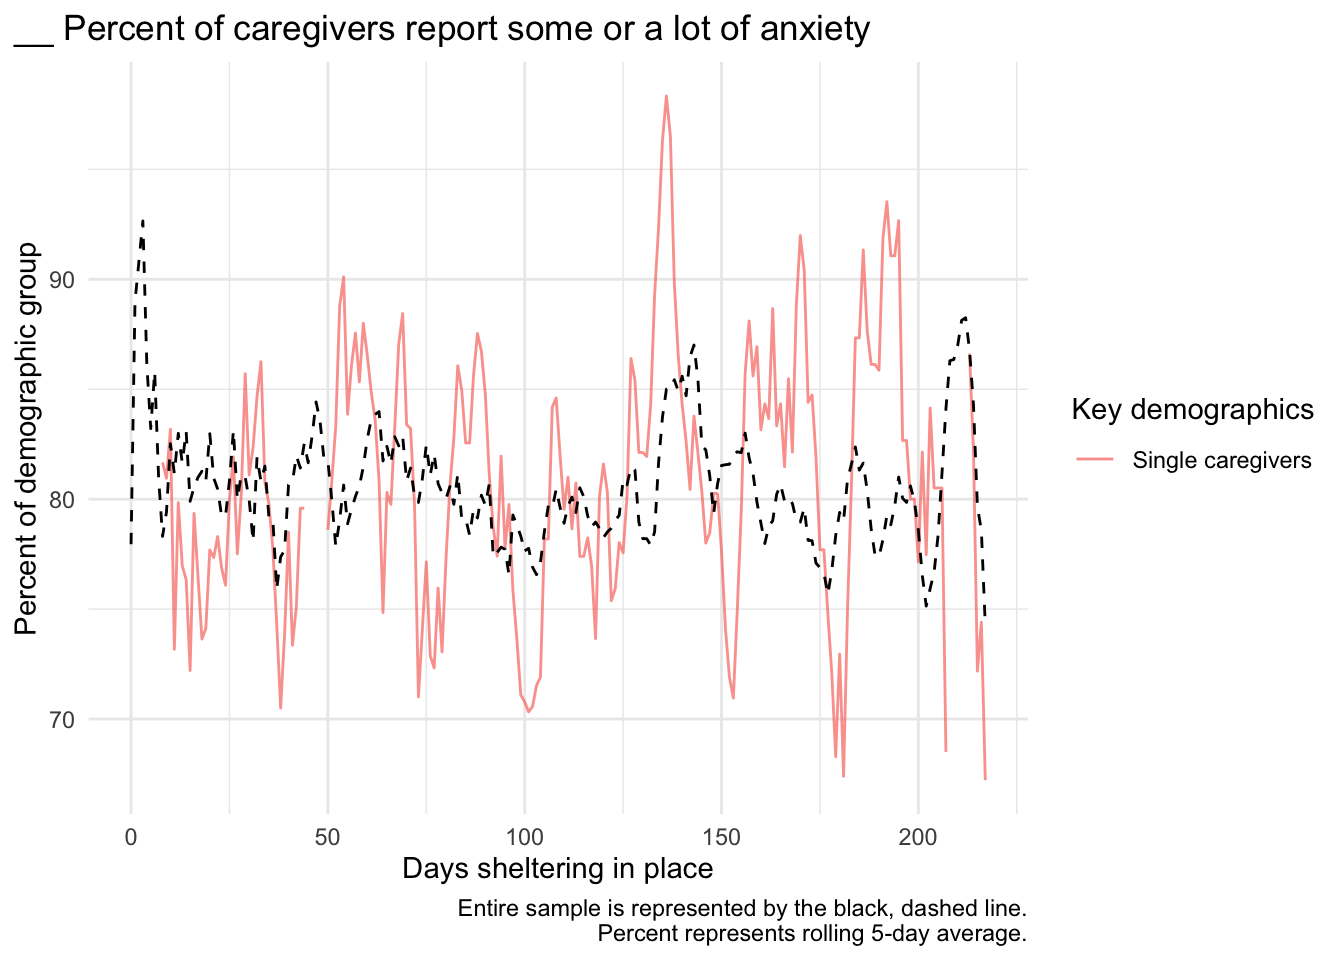 __ Percent of caregivers report some or a lot of anxiety
Percent of demographic group
90
80
70
0 50 100 150 200
Days sheltering in place
Key demographics
Single caregivers
Entire sample is represented by the black, dashed line.
Percent represents rolling 5-day average.